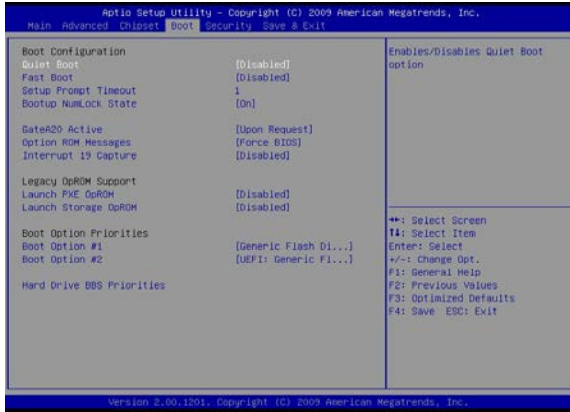 Aptio Setup Utility - Copyright (C) 2009 American Megatrends, Inc.
Main Advanced Chipset Boot Security Save & Exit
Boot Configuration
Quiet Boot [Disabled]
Fast Boot [Disabled]
Setup Prompt Timeout 1
Bootup NumLock State [On]
GateA20 Active [Upon Request]
Option ROM Messages [Force BIOS]
Interrupt 19 Capture [Disabled]
Legacy OpROM Support
Launch PXE OpROM [Disabled]
Launch Storage OpROM [Disabled]
Boot Option Priorities
Boot Option #1 [Generic Flash Di...]
Boot Option #2 [UEFI: Generic Fl...]
Hard Drive BBS Priorities
Enables/Disables Quiet Boot
option
→←: Select Screen
↑↓: Select Item
Enter: Select
+/-: Change Opt.
F1: General Help
F2: Previous Values
F3: Optimized Defaults
F4: Save ESC: Exit
Version 2.00.1201. Copyright (C) 2009 American Megatrends, Inc.